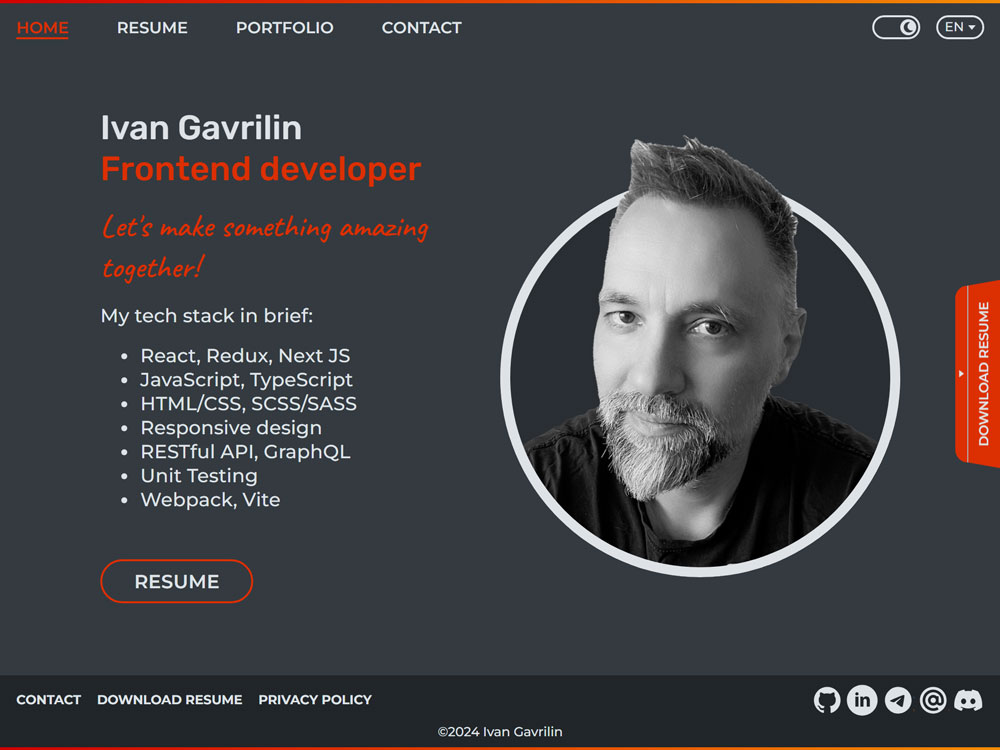 HOME RESUME PORTFOLIO CONTACT EN
Ivan Gavrilin
Frontend developer
Let's make something amazing
together!
My tech stack in brief:
React, Redux, Next JS
JavaScript, TypeScript
HTML/CSS, SCSS/SASS
Responsive design
RESTful API, GraphQL
Unit Testing
Webpack, Vite
RESUME
DOWNLOAD RESUME
CONTACT DOWNLOAD RESUME PRIVACY POLICY in @
©2024 Ivan Gavrilin